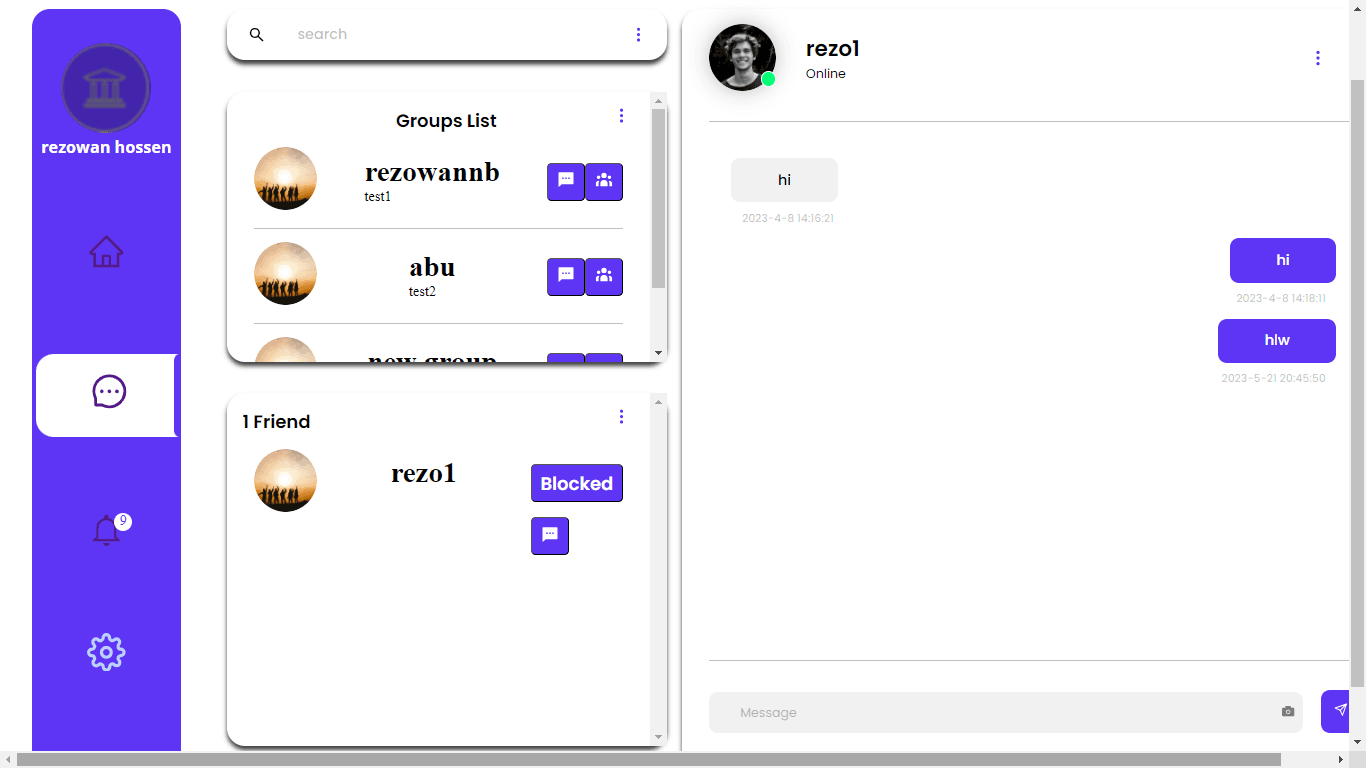 rezowan hossen
9
search
Groups List
rezowannb
test1
abu
test2
new group
1 Friend
rezo1
Blocked
rezo1
Online
hi
2023-4-8 14:16:21
hi
2023-4-8 14:18:11
hlw
2023-5-21 20:45:50
Message